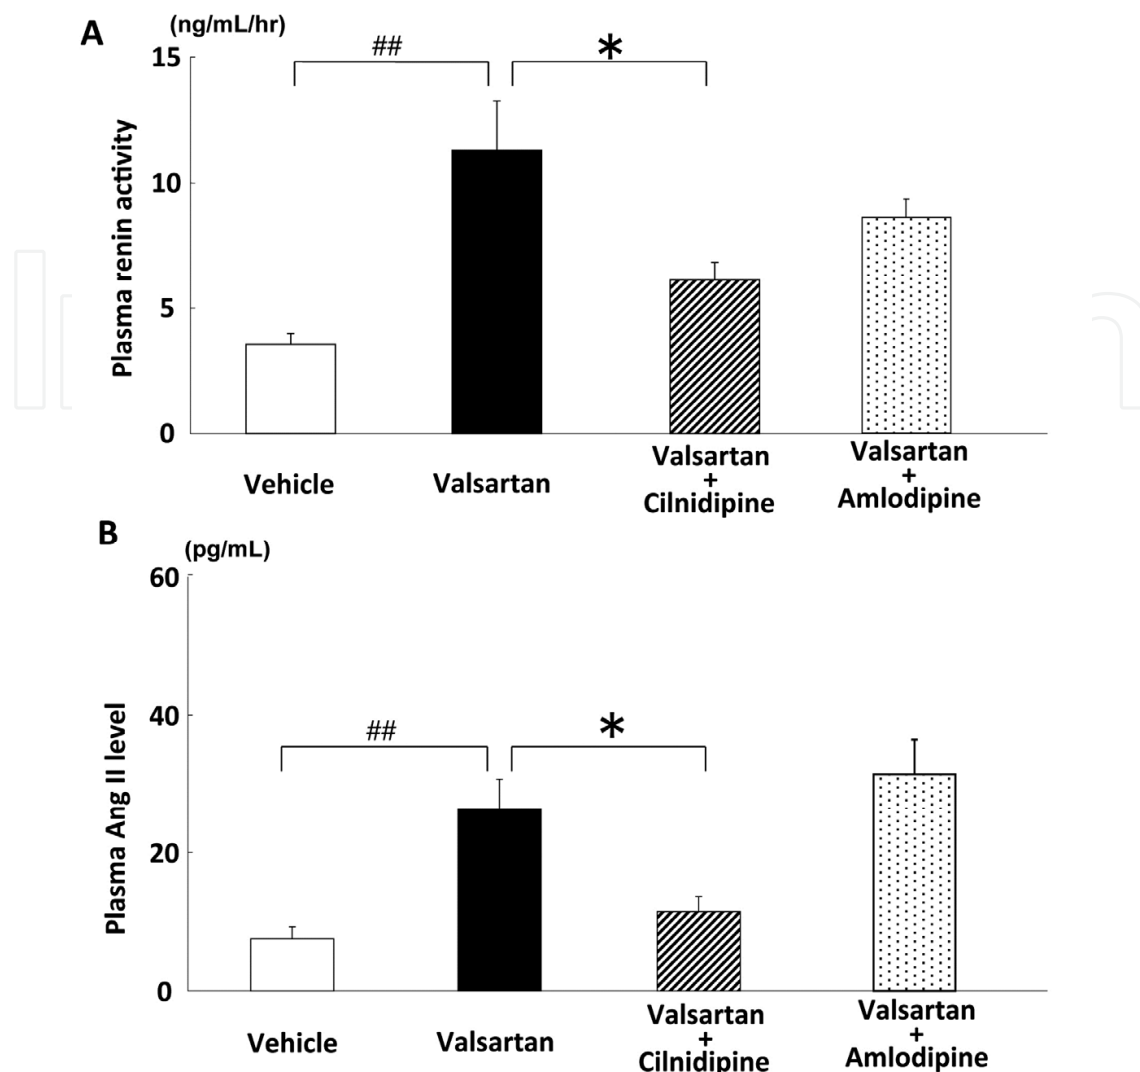 A
(ng/mL/hr)
##
*
15
10
5
0
Plasma renin activity
Vehicle
Valsartan
Valsartan
+
Cilnidipine
Valsartan
+
Amlodipine
B
(pg/mL)
60
40
20
0
##
*
Plasma Ang II level
Vehicle
Valsartan
Valsartan
+
Cilnidipine
Valsartan
+
Amlodipine